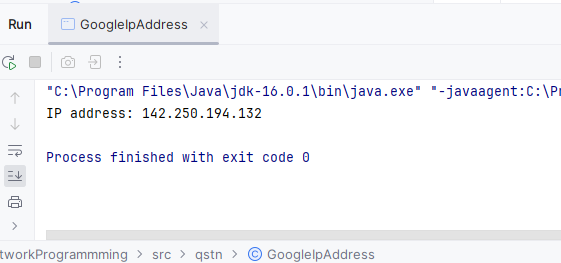 Run GoogleIpAddress
"C:\Program Files\Java\jdk-16.0.1\bin\java.exe" "-javaagent:C:\Pr
IP address: 142.250.194.132
Process finished with exit code 0
tworkProgrammming > src > qstn > GoogleIpAddress